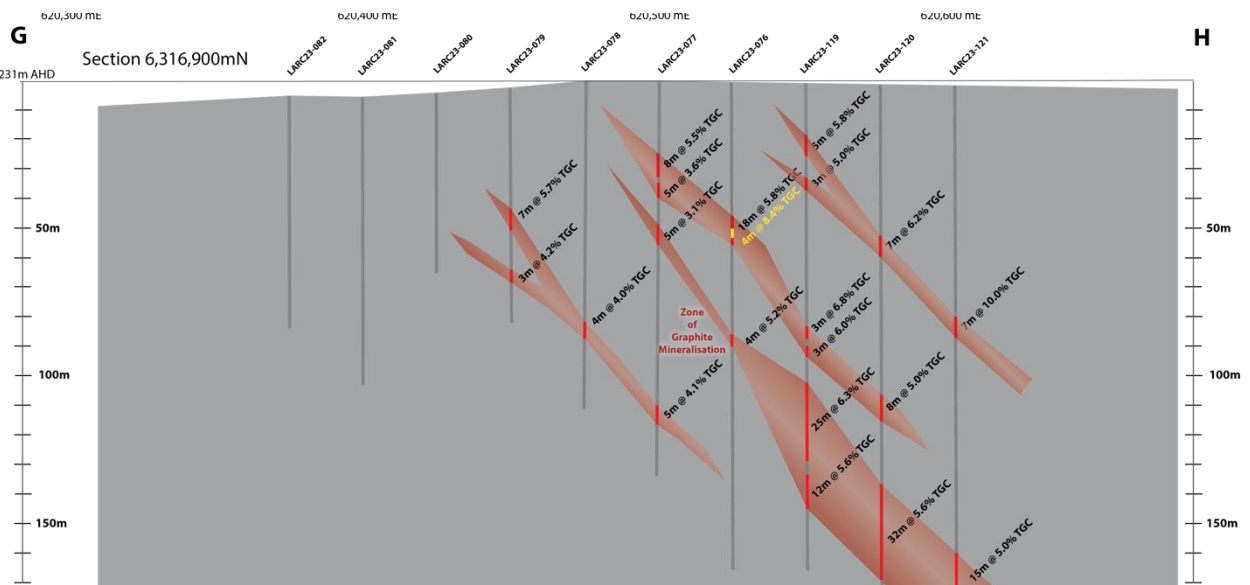 620,300 mE
620,400 mE
620,500 mE
620,600 mE
G
H
Section 6,316,900mN
231m AHD
LARC23-082
LARC23-081
LARC23-080
LARC23-079
LARC23-078
LARC23-077
LARC23-076
LARC23-119
LARC23-120
LARC23-121
8m @ 5.5% TGC
5m @ 3.6% TGC
5m @ 3.1% TGC
7m @ 5.7% TGC
3m @ 4.2% TGC
4m @ 4.0% TGC
5m @ 4.1% TGC
18m @ 5.8% TGC
4m @ 8.4% TGC
4m @ 5.2% TGC
5m @ 5.8% TGC
3m @ 5.0% TGC
3m @ 6.8% TGC
3m @ 6.0% TGC
25m @ 6.3% TGC
12m @ 5.6% TGC
7m @ 6.2% TGC
8m @ 5.0% TGC
32m @ 5.6% TGC
7m @ 10.0% TGC
15m @ 5.0% TGC
Zone
of
Graphite
Mineralisation
50m
100m
150m
50m
100m
150m